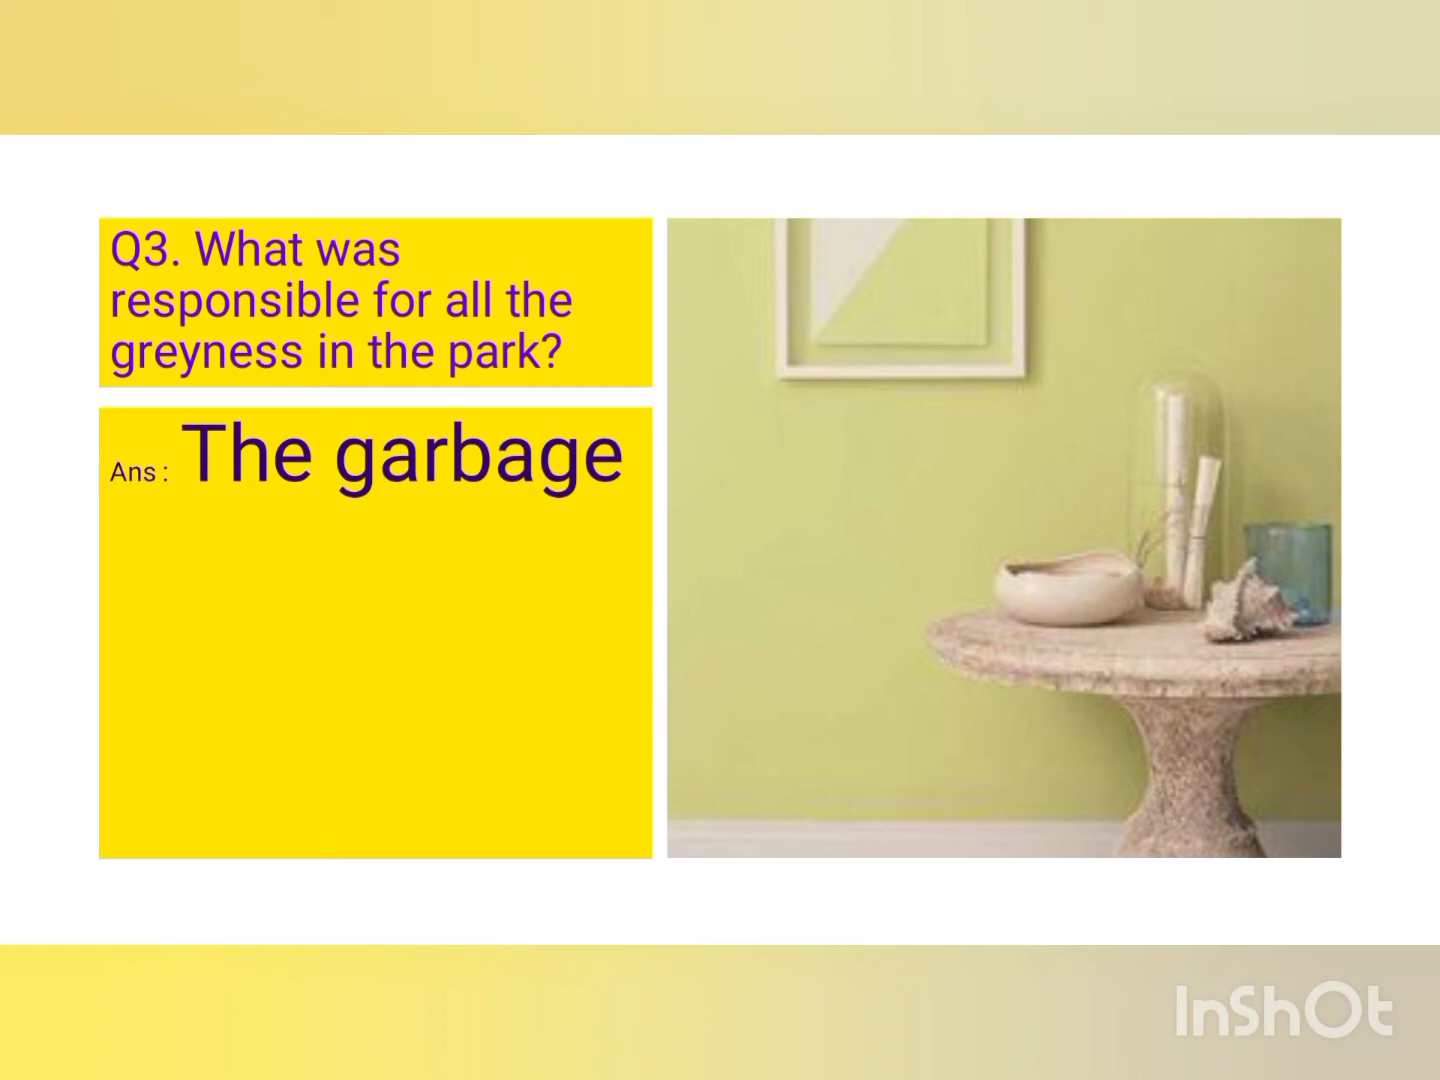 Q3. What was
responsible for all the
greyness in the park?
Ans : The garbage
InShOt